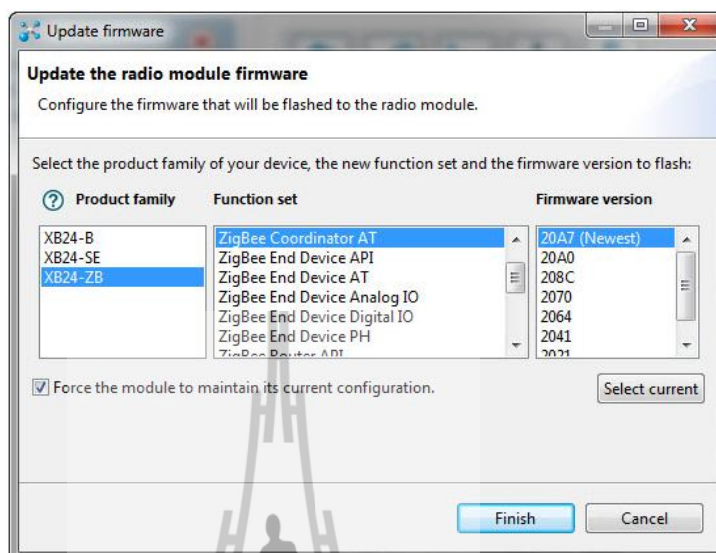 Update firmware
Update the radio module firmware
Configure the firmware that will be flashed to the radio module.
Select the product family of your device, the new function set and the firmware version to flash:
? Product family Function set Firmware version
XB24-B
XB24-SE
XB24-ZB
ZigBee Coordinator AT
ZigBee End Device API
ZigBee End Device AT
ZigBee End Device Analog IO
ZigBee End Device Digital IO
ZigBee End Device PH
ZigBee Router API
20A7 (Newest)
20A0
208C
2070
2064
2041
2021
Force the module to maintain its current configuration.
Select current
Finish Cancel